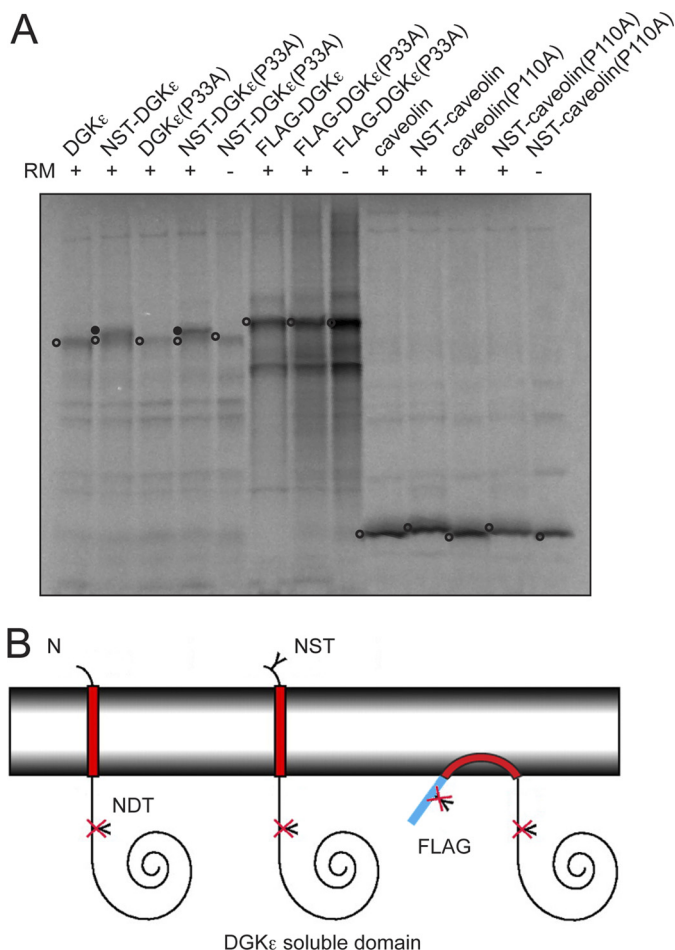 A
DGKε
NST-DGKε
DGKε(P33A)
NST-DGKε(P33A)
NST-DGKε(P33A)
FLAG-DGKε
FLAG-DGKε(P33A)
FLAG-DGKε(P33A)
caveolin
NST-caveolin
caveolin(P110A)
NST-caveolin(P110A)
NST-caveolin(P110A)
RM + + + + - + + - + + + + -
B
N NST
NDT
FLAG
DGKε soluble domain